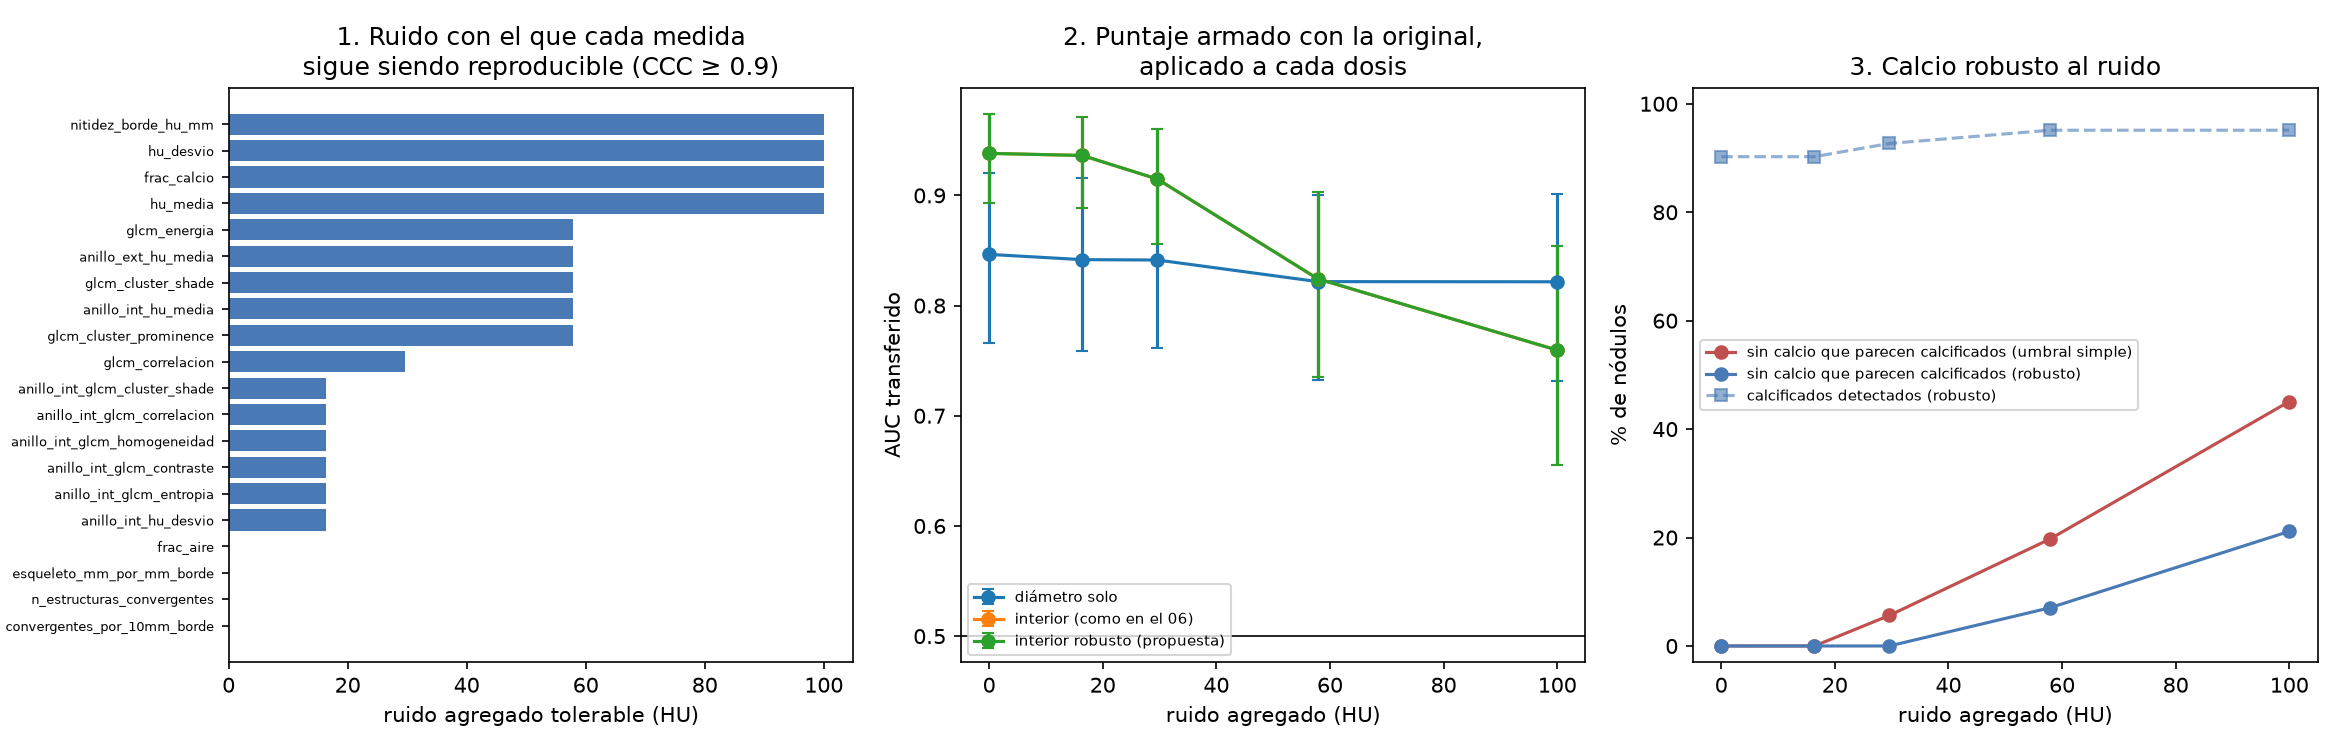 1. Ruido con el que cada medida
sigue siendo reproducible (CCC ≥ 0.9)
nitidez_borde_hu_mm
hu_desvio
frac_calcio
hu_media
glcm_energia
anillo_ext_hu_media
glcm_cluster_shade
anillo_int_hu_media
glcm_cluster_prominence
glcm_correlacion
anillo_int_glcm_cluster_shade
anillo_int_glcm_correlacion
anillo_int_glcm_homogeneidad
anillo_int_glcm_contraste
anillo_int_glcm_entropia
anillo_int_hu_desvio
frac_aire
esqueleto_mm_por_mm_borde
n_estructuras_convergentes
convergentes_por_10mm_borde
0 20 40 60 80 100
ruido agregado tolerable (HU)
2. Puntaje armado con la original,
aplicado a cada dosis
AUC transferido
0.9
0.8
0.7
0.6
0.5
diámetro solo
interior (como en el 06)
interior robusto (propuesta)
0 20 40 60 80 100
ruido agregado (HU)
3. Calcio robusto al ruido
% de nódulos
100
80
60
40
20
0
sin calcio que parecen calcificados (umbral simple)
sin calcio que parecen calcificados (robusto)
calcificados detectados (robusto)
0 20 40 60 80 100
ruido agregado (HU)